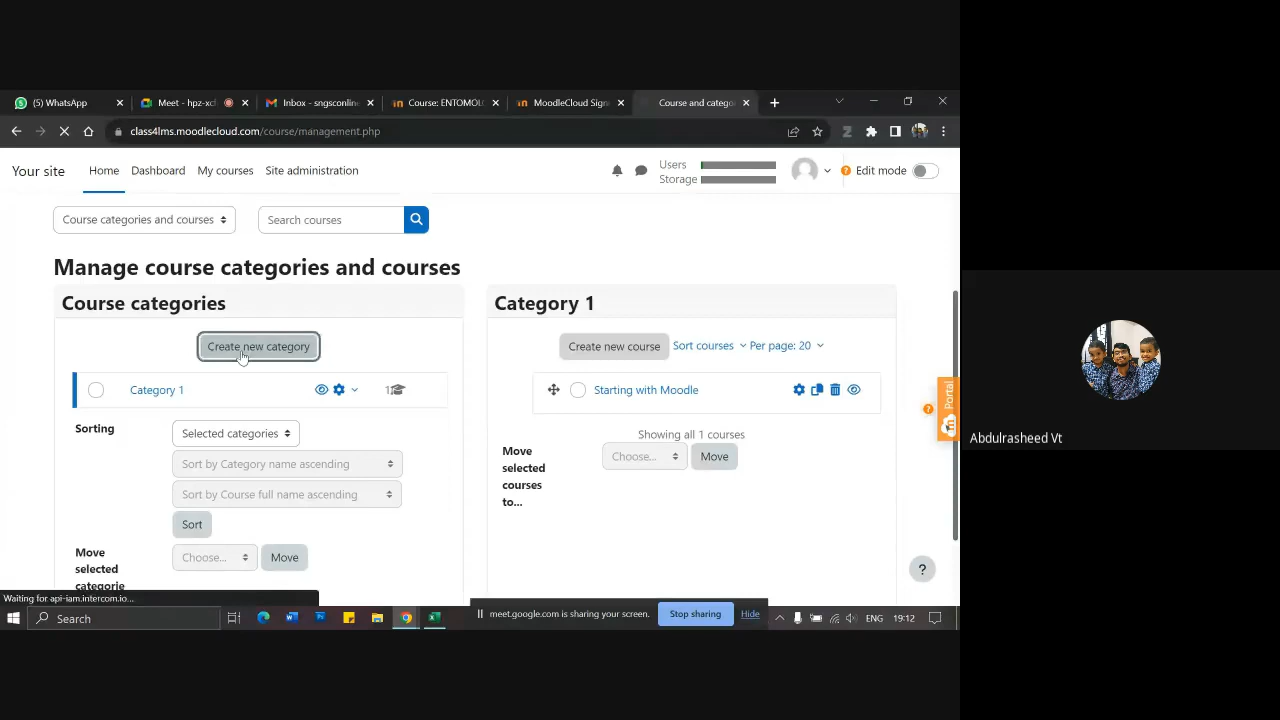 (5) WhatsApp
Meet - hpz-xcf
Inbox - sngsconline
Course: ENTOMOL
MoodleCloud Sign
Course and catego
class4lms.moodlecloud.com/course/management.php
Your site
Home
Dashboard
My courses
Site administration
Users
Storage
Edit mode
Course categories and courses
Search courses
Manage course categories and courses
Course categories
Category 1
Create new category
Create new course
Sort courses
Per page: 20
Category 1
1
Starting with Moodle
Sorting
Selected categories
Showing all 1 courses
Sort by Category name ascending
Move
selected
courses
to...
Choose...
Move
Sort by Course full name ascending
Sort
Move
selected
categorie
Choose...
Move
Portal
Abdulrasheed Vt
Waiting for api-iam.intercom.io...
meet.google.com is sharing your screen.
Stop sharing
Hide
Search
ENG
19:12